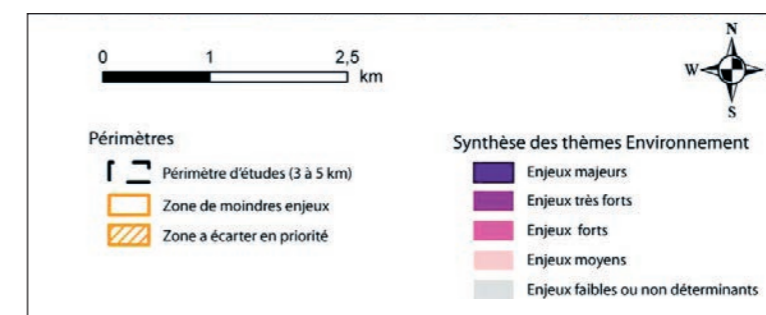 0 1 2,5
km
N
W
S
Périmètres
Périmètre d'études (3 à 5 km)
Zone de moindres enjeux
Zone a écarter en priorité
Synthèse des thèmes Environnement
Enjeux majeurs
Enjeux très forts
Enjeux forts
Enjeux moyens
Enjeux faibles ou non déterminants